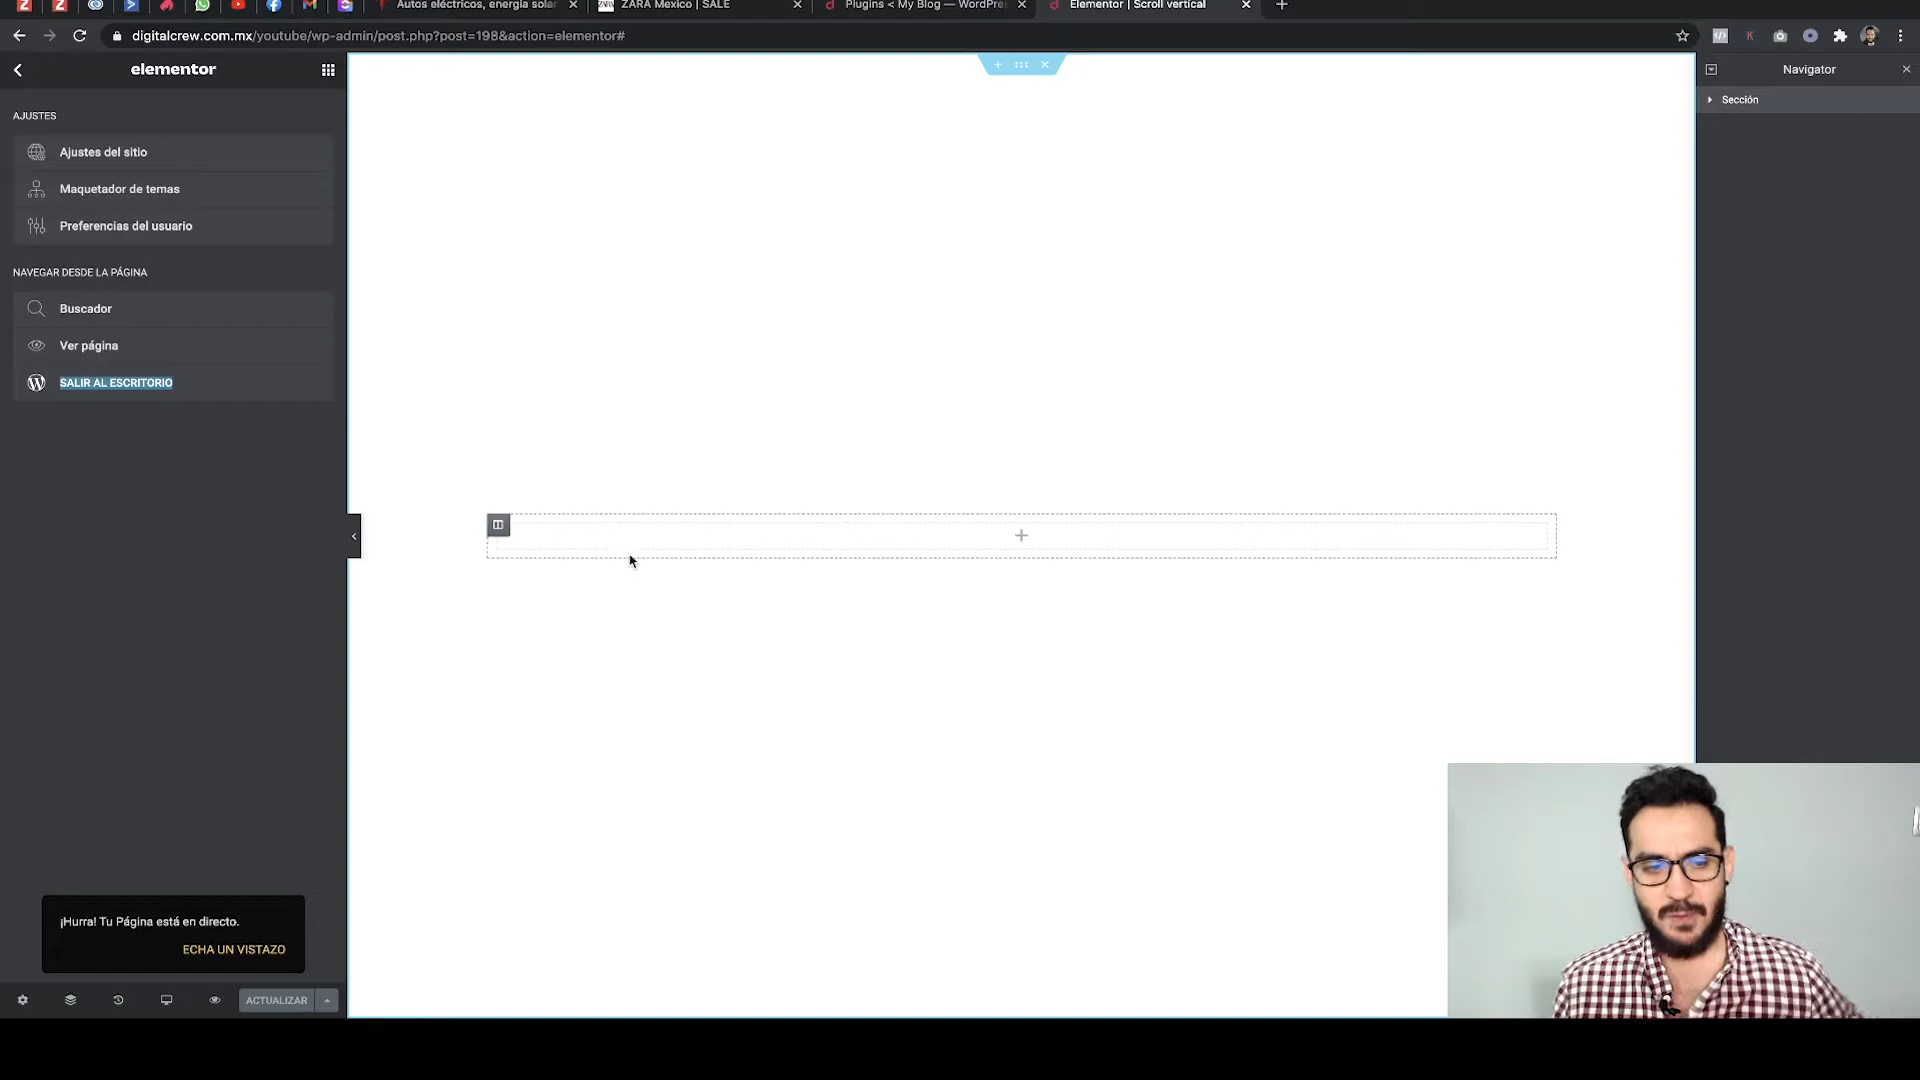 Autos eléctricos, energía solar
ZARA Mexico | SALE
Plugins < My Blog — WordPres
Elementor | Scroll vertical
digitalcrew.com.mx/youtube/wp-admin/post.php?post=198&action=elementor#
elementor
Navigator
Sección
AJUSTES
Ajustes del sitio
Maquetador de temas
Preferencias del usuario
NAVEGAR DESDE LA PÁGINA
Buscador
Ver página
SALIR AL ESCRITORIO
¡Hurra! Tu Página está en directo.
ECHA UN VISTAZO
ACTUALIZAR